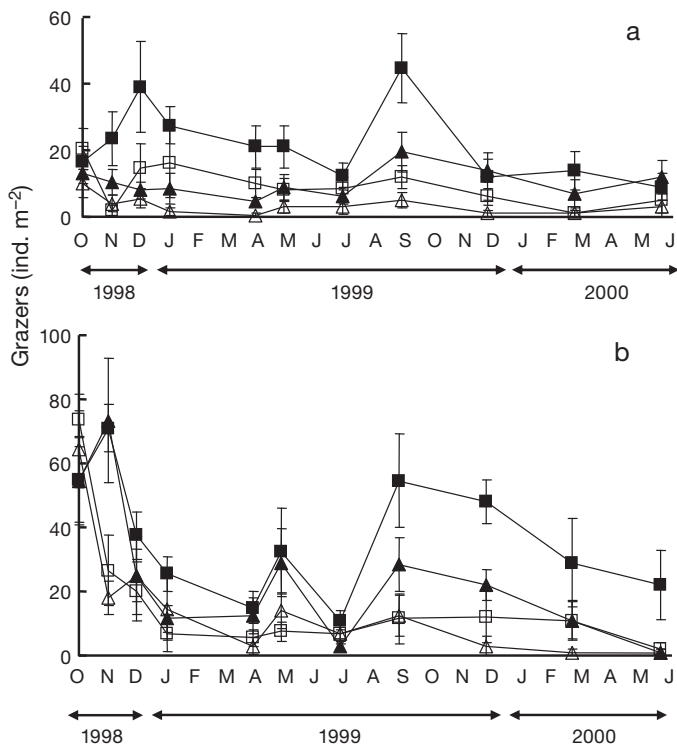 60
a
40
20
0
O N D J F M A M J J A S O N D J F M A M J
1998 1999 2000
Grazers (ind. m–2)
100
b
80
60
40
20
0
O N D J F M A M J J A S O N D J F M A M J
1998 1999 2000